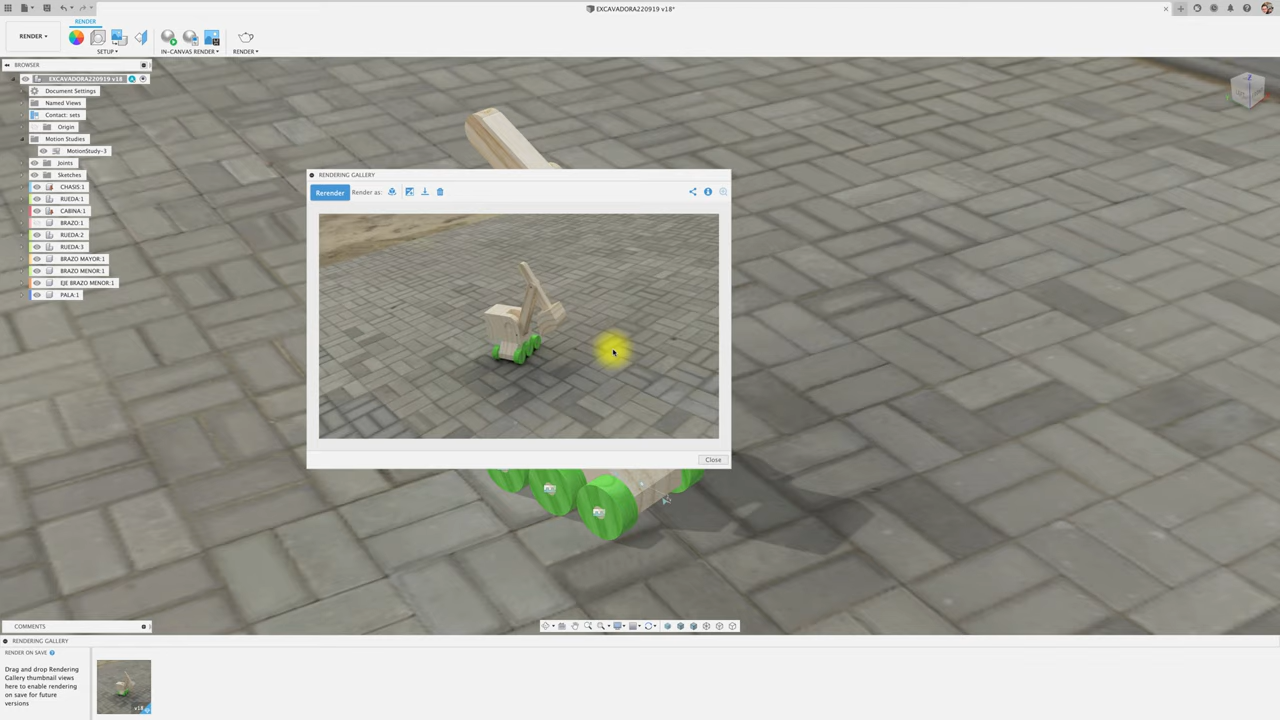 EXCAVADORA220919 v18*
RENDER
RENDER
SETUP
IN-CANVAS RENDER
RENDER
BROWSER
EXCAVADORA220919 v18
Document Settings
Named Views
Contact: sets
Origin
Motion Studies
MotionStudy-3
Joints
Sketches
CHASIS:1
RUEDA:1
CABINA:1
BRAZO:1
RUEDA:2
RUEDA:3
BRAZO MAYOR:1
BRAZO MENOR:1
EJE BRAZO MENOR:1
PALA:1
RENDERING GALLERY
Rerender
Render as:
Close
COMMENTS
RENDERING GALLERY
RENDER ON SAVE
Drag and drop Rendering
Gallery thumbnail views
here to enable rendering
on save for future
versions
v18